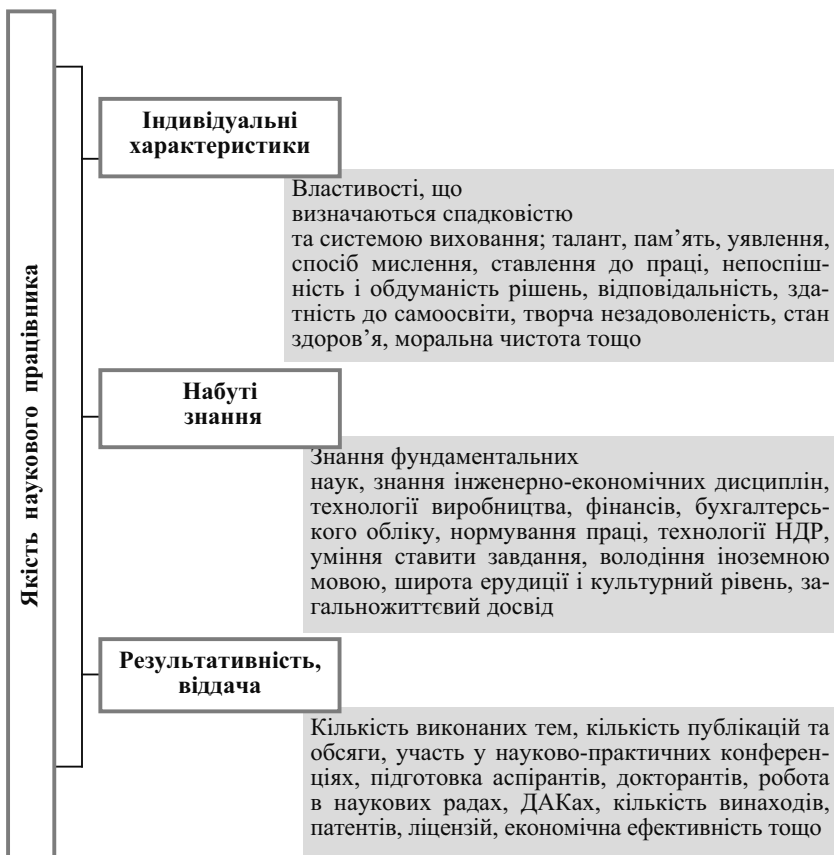 Якість наукового працівника
Індивідуальні
характеристики
Властивості, що
визначаються спадковістю
та системою виховання; талант, пам’ять, уявлення,
спосіб мислення, ставлення до праці, непоспіш-
ність і обдуманість рішень, відповідальність, зда-
тність до самоосвіти, творча незадоволеність, стан
здоров’я, моральна чистота тощо
Набуті
знання
Знання фундаментальних
наук, знання інженерно-економічних дисциплін,
технології виробництва, фінансів, бухгалтерсь-
кого обліку, нормування праці, технології НДР,
уміння ставити завдання, володіння іноземною
мовою, широта ерудиції і культурний рівень, за-
гальножиттєвий досвід
Результативність,
віддача
Кількість виконаних тем, кількість публікацій та
обсяги, участь у науково-практичних конферен-
ціях, підготовка аспірантів, докторантів, робота
в наукових радах, ДАКах, кількість винаходів,
патентів, ліцензій, економічна ефективність тощо